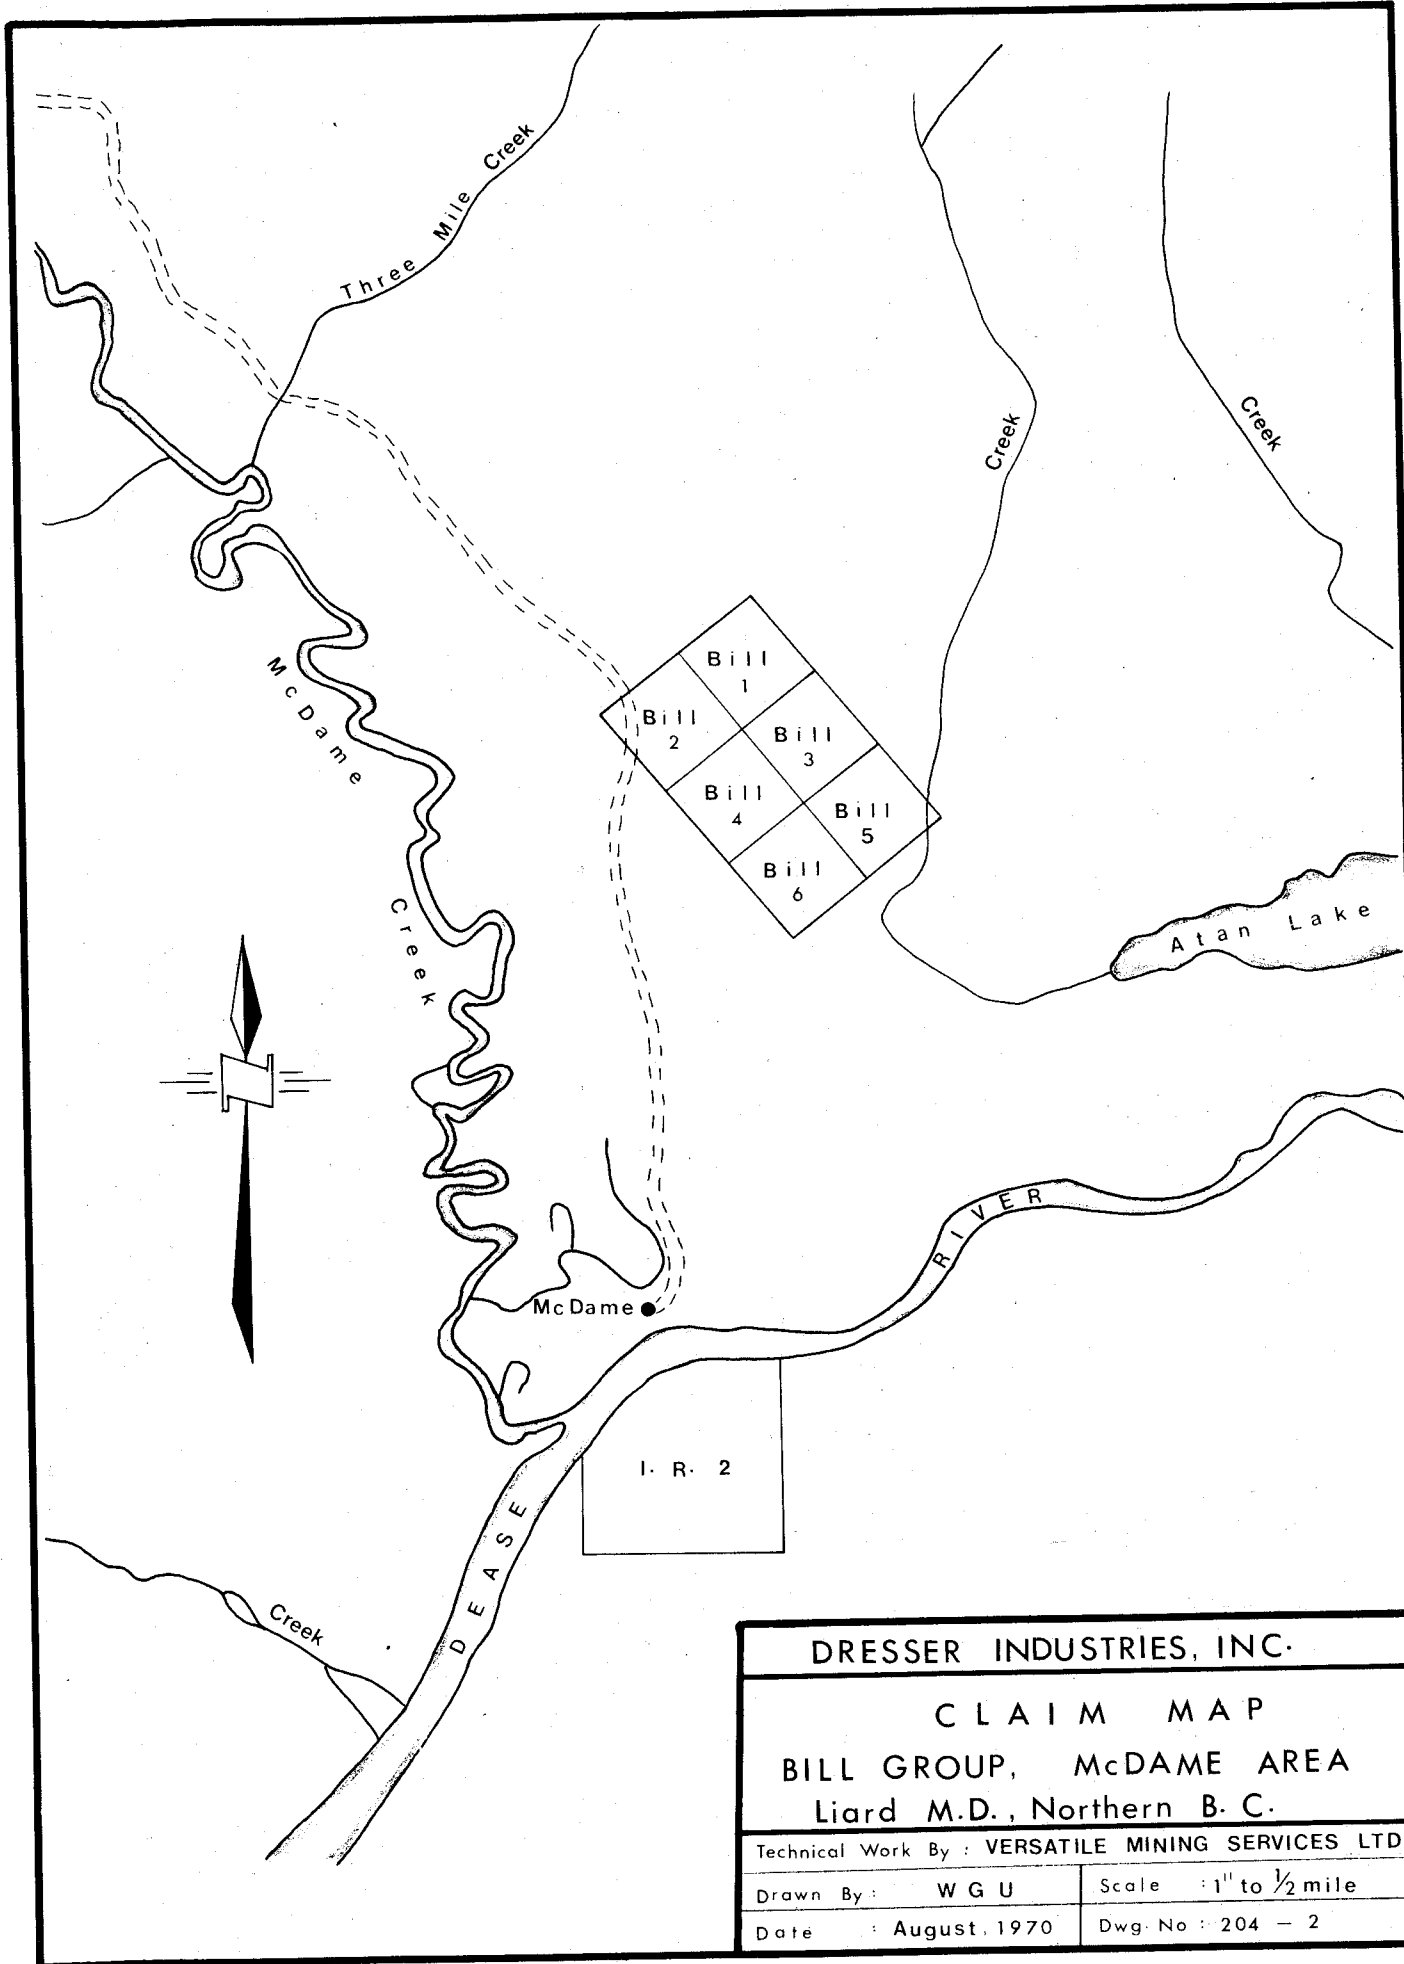 Three Mile Creek
Creek
Creek
McDame Creek
Bill
1
Bill
2
Bill
3
Bill
4
Bill
5
Bill
6
Atan Lake
N
McDame
DEASE RIVER
I. R. 2
Creek
DRESSER INDUSTRIES, INC.
CLAIM MAP
BILL GROUP, McDAME AREA
Liard M.D., Northern B. C.
Technical Work By : VERSATILE MINING SERVICES LTD
Drawn By : W G U
Scale : 1" to ½ mile
Date : August, 1970
Dwg. No : 204 — 2